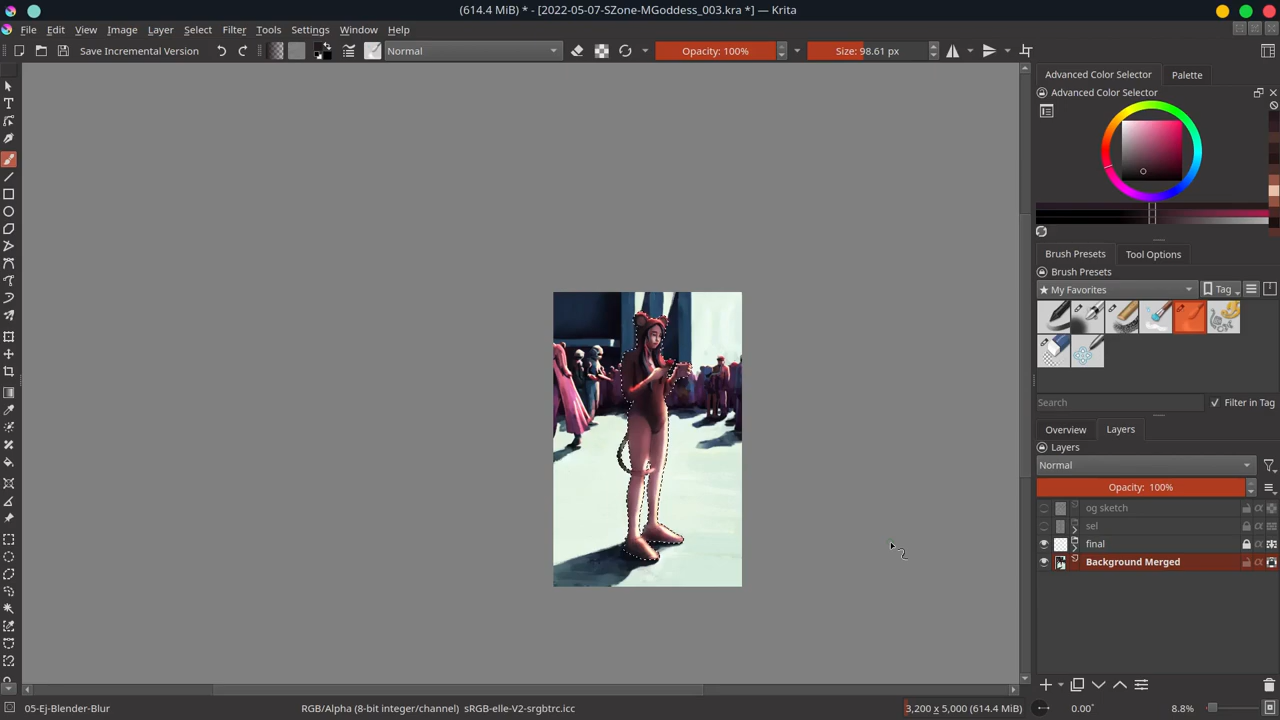 (614.4 MiB) * - [2022-05-07-SZone-MGoddess_003.kra *] — Krita
File Edit View Image Filter Layer Select Tools Settings Window Help
Save Incremental Version Normal Opacity: 100% Size: 98.61 px
Advanced Color Selector Palette
Advanced Color Selector
Brush Presets Tool Options
Brush Presets
★ My Favorites Tag
Search Filter in Tag
Overview Layers
Layers
Normal
Opacity: 100%
og sketch
sel
final
Background Merged
05-Ej-Blender-Blur RGB/Alpha (8-bit integer/channel) sRGB-elle-V2-srgbtrc.icc 3,200 x 5,000 (614.4 MiB) 0.00° 8.8%